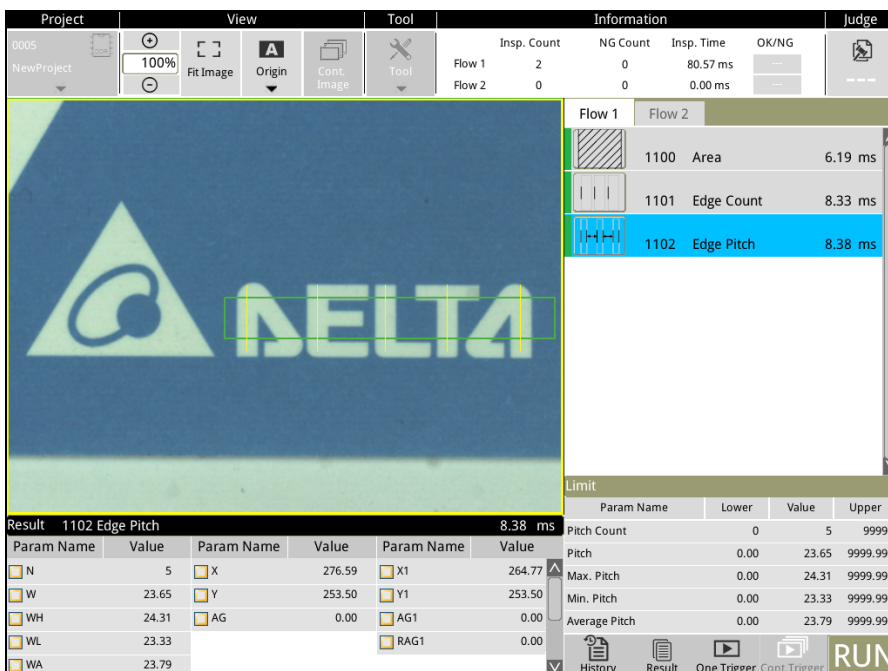 Project View Tool Information Judge
0005
NewProject
100%
Fit Image
A
Origin
Cont. Image
Tool
Insp. Count NG Count Insp. Time OK/NG
Flow 1 2 0 80.57 ms ---
Flow 2 0 0 0.00 ms ---
---
Flow 1 Flow 2
1100 Area 6.19 ms
1101 Edge Count 8.33 ms
1102 Edge Pitch 8.38 ms
DELTA
Limit
Param Name Lower Value Upper
Pitch Count 0 5 9999
Pitch 0.00 23.65 9999.99
Max. Pitch 0.00 24.31 9999.99
Min. Pitch 0.00 23.33 9999.99
Average Pitch 0.00 23.79 9999.99
Result 1102 Edge Pitch 8.38 ms
Param Name Value Param Name Value Param Name Value
N 5 X 276.59 X1 264.77
W 23.65 Y 253.50 Y1 253.50
WH 24.31 AG 0.00 AG1 0.00
WL 23.33 RAG1 0.00
WA 23.79
History Result One Trigger Cont Trigger RUN